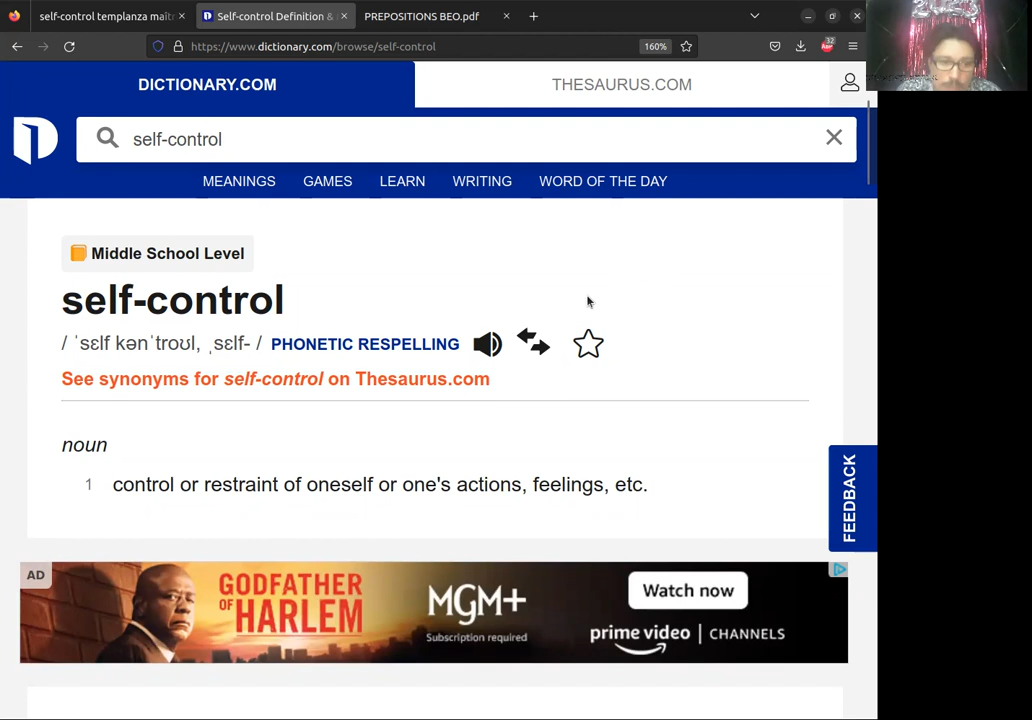 self-control templanza maît
Self-control Definition &
PREPOSITIONS BEO.pdf
https://www.dictionary.com/browse/self-control
160%
32
DICTIONARY.COM
THESAURUS.COM
self-control
MEANINGS GAMES LEARN WRITING WORD OF THE DAY
Middle School Level
self-control
/ ˈsɛlf kənˈtroʊl, ˌsɛlf- / PHONETIC RESPELLING
See synonyms for self-control on Thesaurus.com
noun
1 control or restraint of oneself or one's actions, feelings, etc.
FEEDBACK
AD
GODFATHER
OF HARLEM
MGM+
Subscription required
Watch now
prime video | CHANNELS